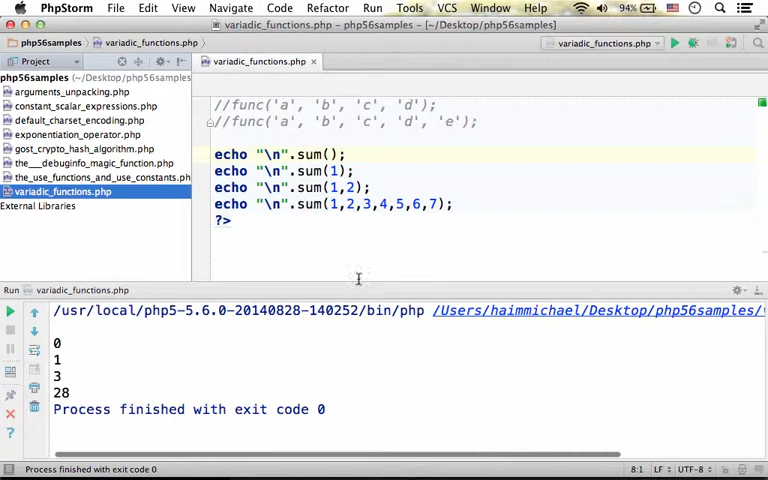 PhpStorm File Edit View Navigate Code Refactor Run Tools VCS Window Help 94%
variadic_functions.php – php56samples – [~/Desktop/php56samples]
php56samples variadic_functions.php variadic_functions.php
Project variadic_functions.php
php56samples (~/Desktop/php56samples)
arguments_unpacking.php
constant_scalar_expressions.php
default_charset_encoding.php
exponentiation_operator.php
gost_crypto_hash_algorithm.php
the___debuginfo_magic_function.php
the_use_functions_and_use_constants.php
variadic_functions.php
External Libraries
//func('a', 'b', 'c', 'd');
//func('a', 'b', 'c', 'd', 'e');
echo "\n".sum();
echo "\n".sum(1);
echo "\n".sum(1,2);
echo "\n".sum(1,2,3,4,5,6,7);
?>
Run variadic_functions.php
/usr/local/php5-5.6.0-20140828-140252/bin/php /Users/haimmichael/Desktop/php56samples/
0
1
3
28
Process finished with exit code 0
Process finished with exit code 0 8:1 LF UTF-8